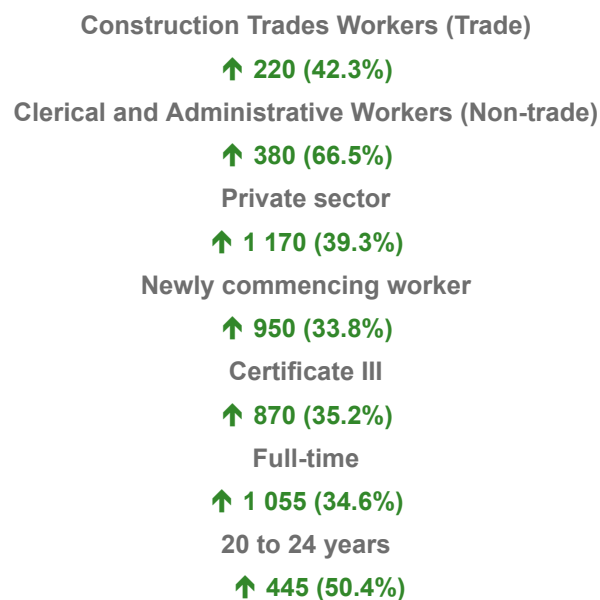 Construction Trades Workers (Trade)
↑ 220 (42.3%)
Clerical and Administrative Workers (Non-trade)
↑ 380 (66.5%)
Private sector
↑ 1 170 (39.3%)
Newly commencing worker
↑ 950 (33.8%)
Certificate III
↑ 870 (35.2%)
Full-time
↑ 1 055 (34.6%)
20 to 24 years
↑ 445 (50.4%)